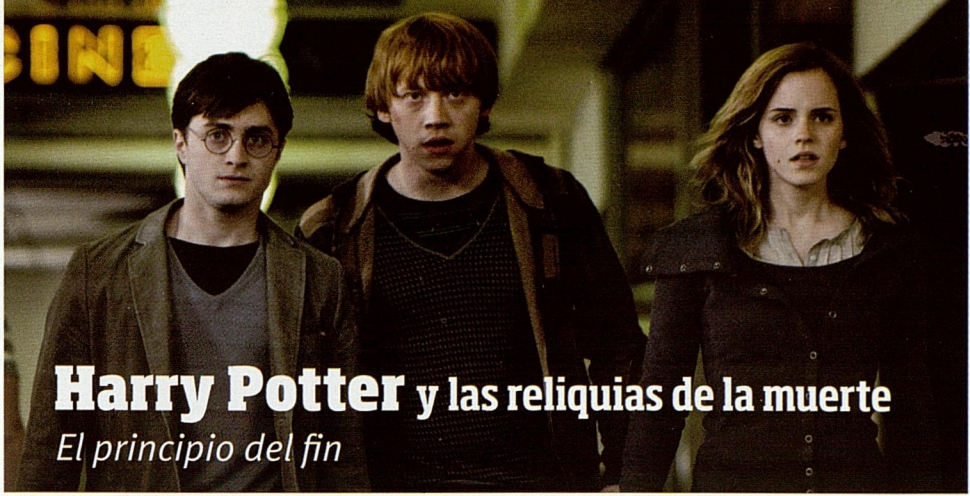 CINE
Harry Potter y las reliquias de la muerte
El principio del fin